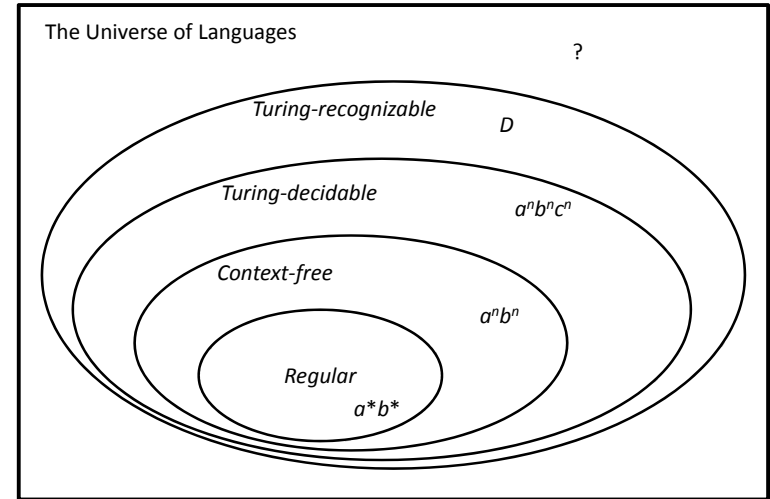 The Universe of Languages
?
Turing-recognizable
D
Turing-decidable
aⁿbⁿcⁿ
Context-free
aⁿbⁿ
Regular
a*b*